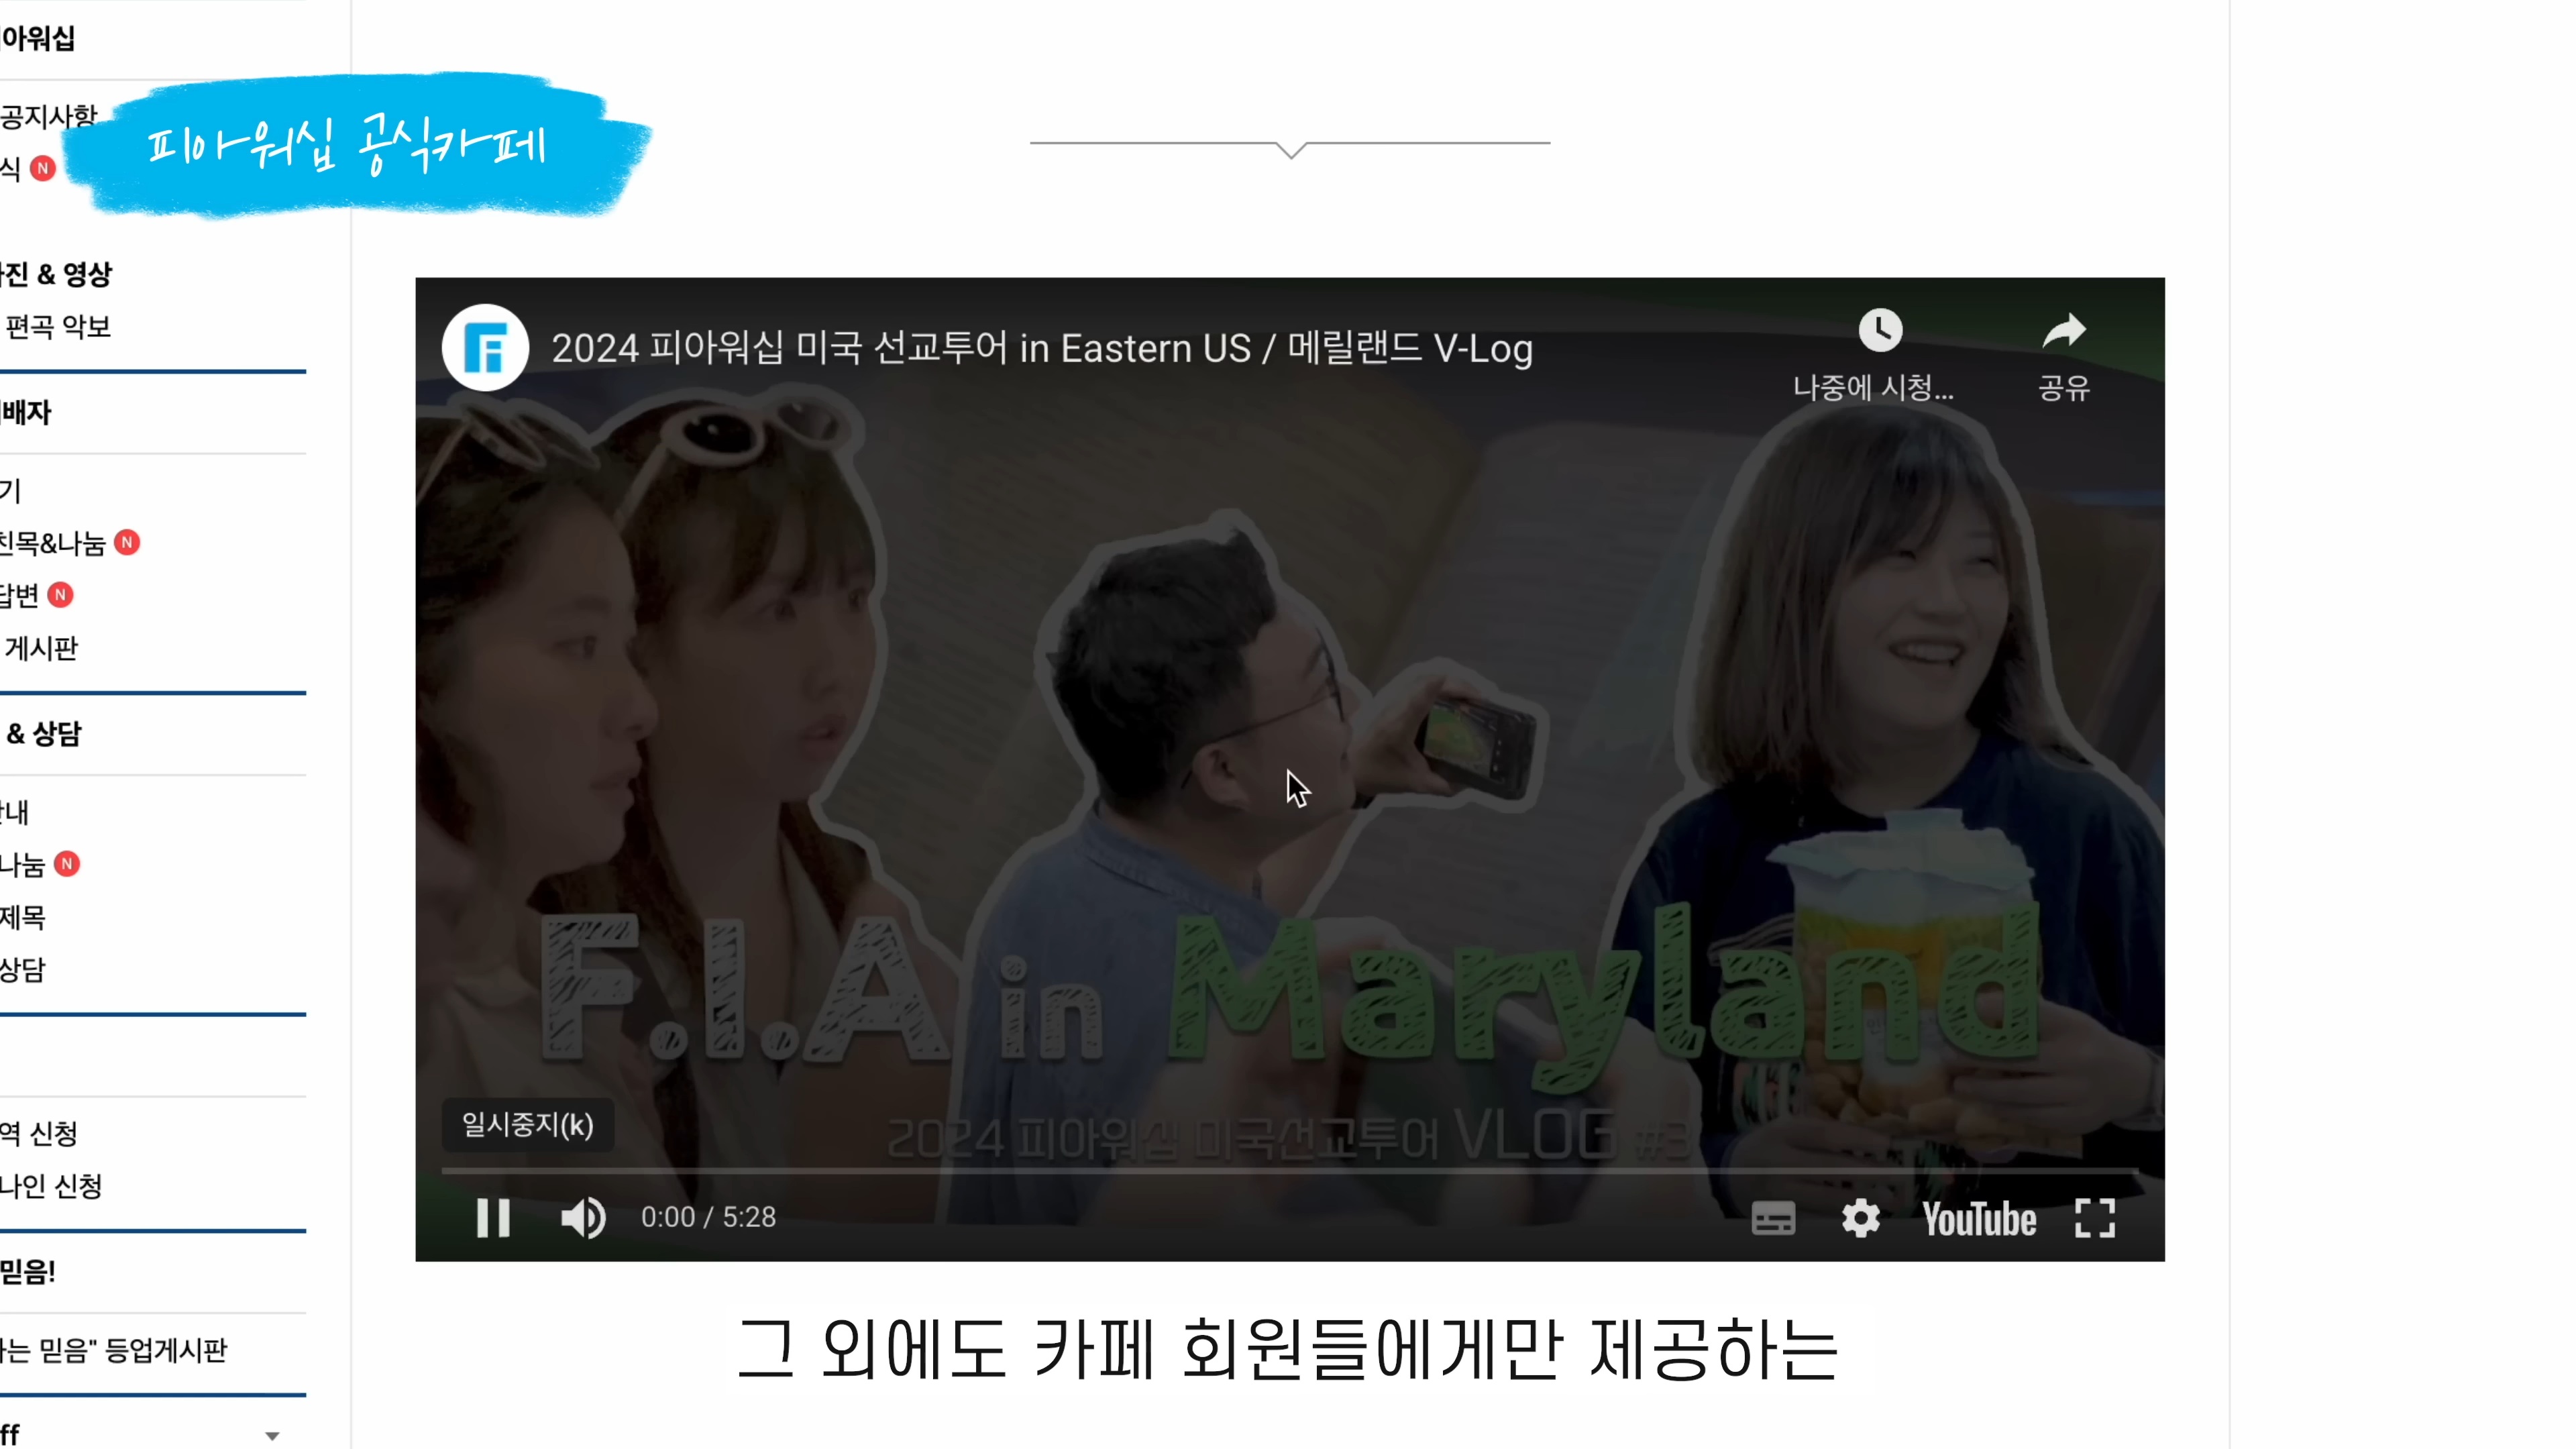 아워십
공지사항
식 N
피아워십 공식카페
진 & 영상
편곡 악보
배자
기
친목&나눔 N
답변 N
게시판
& 상담
안내
나눔 N
제목
상담
역 신청
나인 신청
믿음!
는 믿음" 등업게시판
ff
2024 피아워십 미국 선교투어 in Eastern US / 메릴랜드 V-Log
나중에 시청...
공유
F.I.A in Maryland
2024 피아워십 미국선교투어 VLOG #3
일시중지(k)
0:00 / 5:28
YouTube
그 외에도 카페 회원들에게만 제공하는